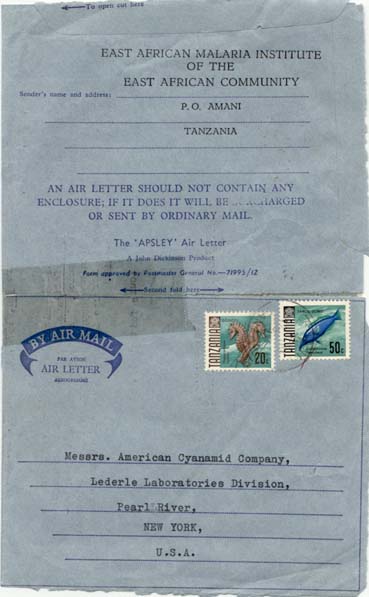 To open cut here
EAST AFRICAN MALARIA INSTITUTE
OF THE
EAST AFRICAN COMMUNITY
Sender's name and address:
P.O. AMANI
TANZANIA
AN AIR LETTER SHOULD NOT CONTAIN ANY
ENCLOSURE; IF IT DOES IT WILL BE SURCHARGED
OR SENT BY ORDINARY MAIL.
The 'APSLEY' Air Letter
A John Dickinson Product
Form approved by Postmaster General No.—71995/12
Second fold here
BY AIR MAIL
PAR AVION
AIR LETTER
AEROGRAMME
TANZANIA
20c
TANZANIA
50c
Messrs. American Cyanamid Company,
Lederle Laboratories Division,
Pearl River,
NEW YORK,
U.S.A.